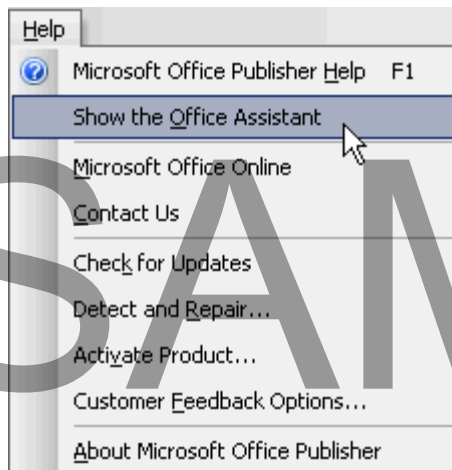 Help
Microsoft Office Publisher Help F1
Show the Office Assistant
Microsoft Office Online
Contact Us
Check for Updates
Detect and Repair...
Activate Product...
Customer Feedback Options...
About Microsoft Office Publisher
SAM